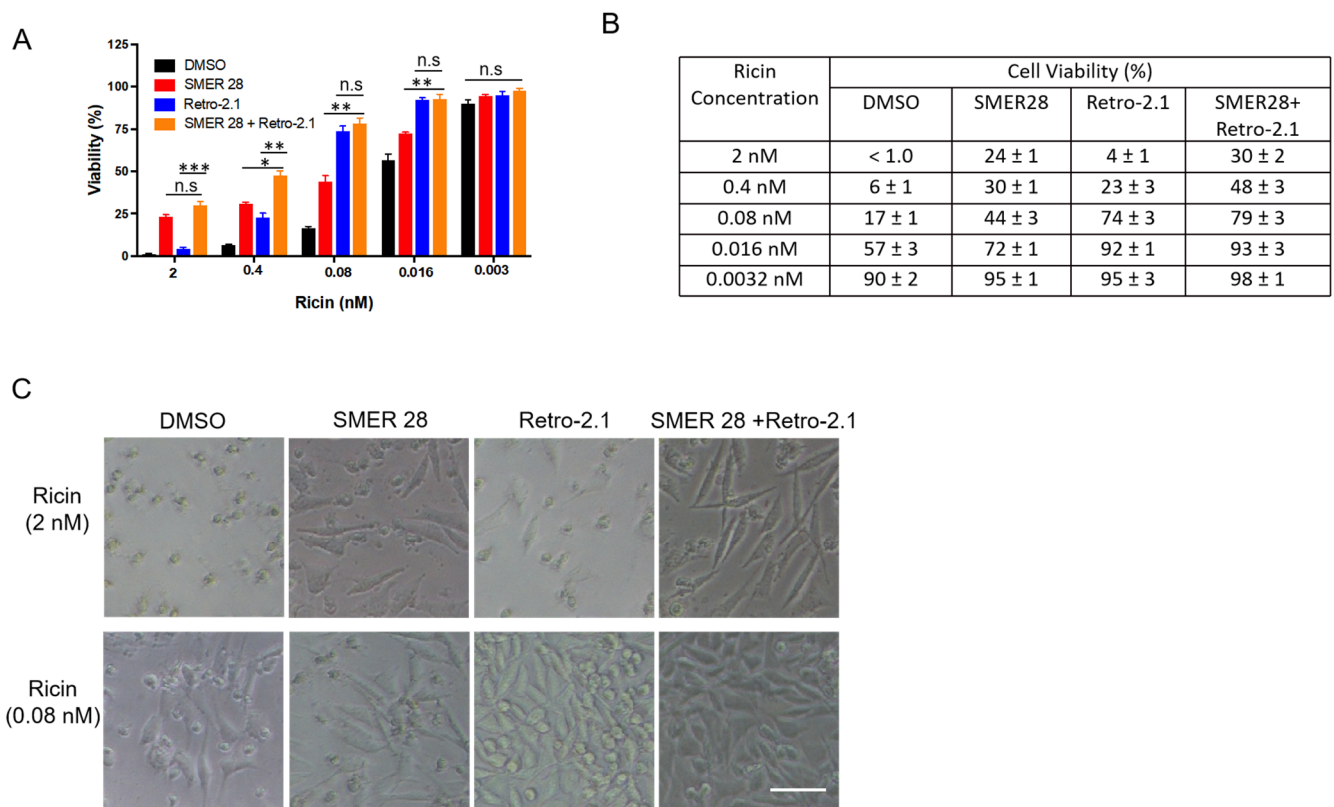 A
125
100
75
50
25
0
Viability (%)
DMSO
SMER 28
Retro-2.1
SMER 28 + Retro-2.1
***
n.s
**
*
n.s
**
n.s
**
n.s
2 0.4 0.08 0.016 0.003
Ricin (nM)
B
Ricin Concentration Cell Viability (%)
DMSO SMER28 Retro-2.1 SMER28+ Retro-2.1
2 nM < 1.0 24 ± 1 4 ± 1 30 ± 2
0.4 nM 6 ± 1 30 ± 1 23 ± 3 48 ± 3
0.08 nM 17 ± 1 44 ± 3 74 ± 3 79 ± 3
0.016 nM 57 ± 3 72 ± 1 92 ± 1 93 ± 3
0.0032 nM 90 ± 2 95 ± 1 95 ± 3 98 ± 1
C
DMSO SMER 28 Retro-2.1 SMER 28 +Retro-2.1
Ricin
(2 nM)
Ricin
(0.08 nM)